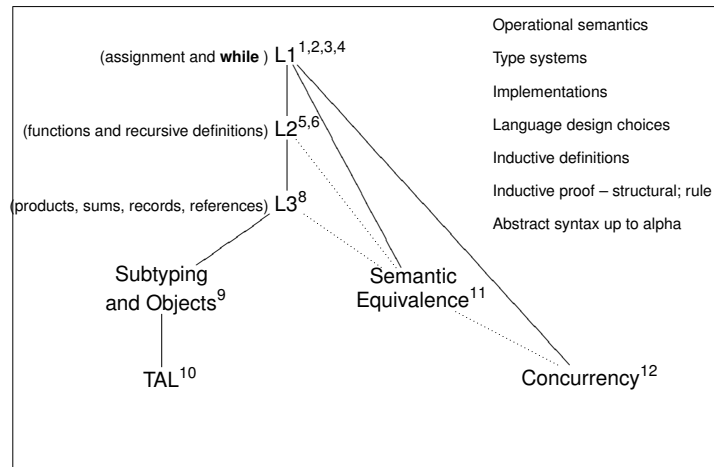 (assignment and while ) L1 1,2,3,4
(functions and recursive definitions) L2 5,6
(products, sums, records, references) L3 8
Subtyping
and Objects 9
Semantic
Equivalence 11
TAL 10
Concurrency 12
Operational semantics
Type systems
Implementations
Language design choices
Inductive definitions
Inductive proof – structural; rule
Abstract syntax up to alpha